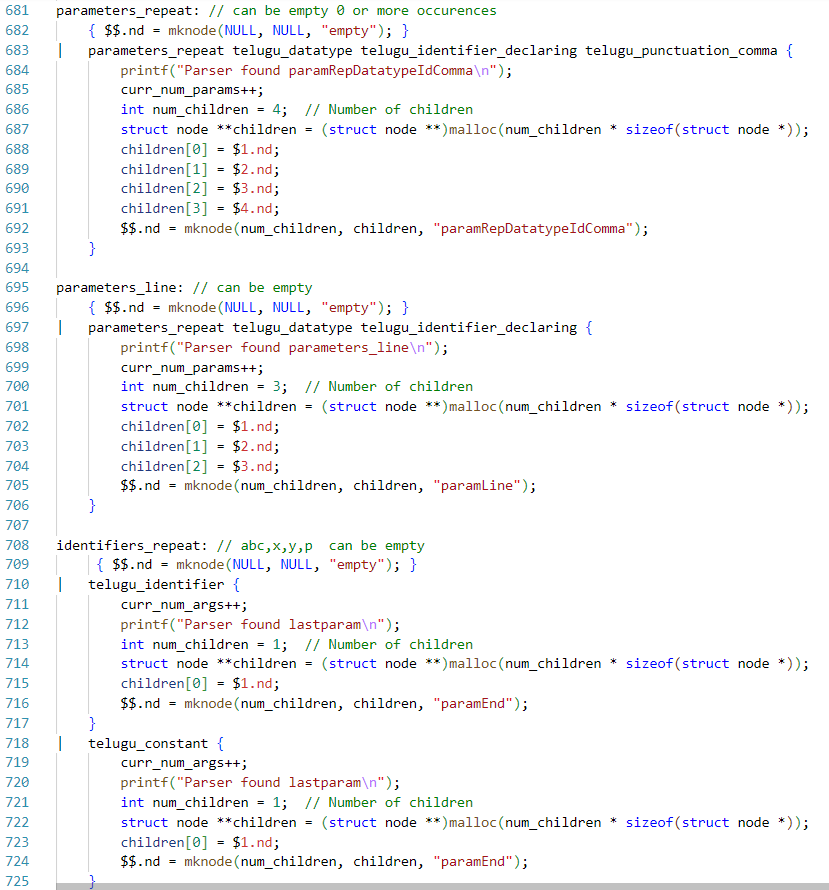 681 parameters_repeat: // can be empty 0 or more occurences
682     { $$.nd = mknode(NULL, NULL, "empty"); }
683 |   parameters_repeat telugu_datatype telugu_identifier_declaring telugu_punctuation_comma {
684         printf("Parser found paramRepDatatypeIdComma\n");
685         curr_num_params++;
686         int num_children = 4;  // Number of children
687         struct node **children = (struct node **)malloc(num_children * sizeof(struct node *));
688         children[0] = $1.nd;
689         children[1] = $2.nd;
690         children[2] = $3.nd;
691         children[3] = $4.nd;
692         $$.nd = mknode(num_children, children, "paramRepDatatypeIdComma");
693     }
694
695 parameters_line: // can be empty
696     { $$.nd = mknode(NULL, NULL, "empty"); }
697 |   parameters_repeat telugu_datatype telugu_identifier_declaring {
698         printf("Parser found parameters_line\n");
699         curr_num_params++;
700         int num_children = 3;  // Number of children
701         struct node **children = (struct node **)malloc(num_children * sizeof(struct node *));
702         children[0] = $1.nd;
703         children[1] = $2.nd;
704         children[2] = $3.nd;
705         $$.nd = mknode(num_children, children, "paramLine");
706     }
707
708 identifiers_repeat: // abc,x,y,p  can be empty
709      { $$.nd = mknode(NULL, NULL, "empty"); }
710 |   telugu_identifier {
711         curr_num_args++;
712         printf("Parser found lastparam\n");
713         int num_children = 1;  // Number of children
714         struct node **children = (struct node **)malloc(num_children * sizeof(struct node *));
715         children[0] = $1.nd;
716         $$.nd = mknode(num_children, children, "paramEnd");
717     }
718 |   telugu_constant {
719         curr_num_args++;
720         printf("Parser found lastparam\n");
721         int num_children = 1;  // Number of children
722         struct node **children = (struct node **)malloc(num_children * sizeof(struct node *));
723         children[0] = $1.nd;
724         $$.nd = mknode(num_children, children, "paramEnd");
725     }